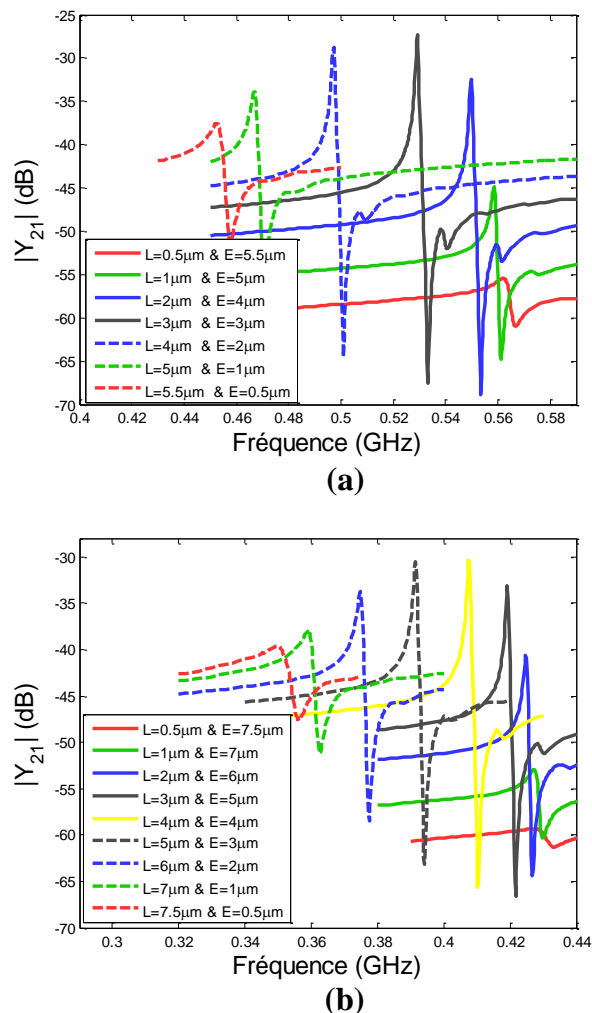 -25
-30
-35
-40
-45
-50
-55
-60
-65
-70
|Y21| (dB)
L=0.5µm & E=5.5µm
L=1µm & E=5µm
L=2µm & E=4µm
L=3µm & E=3µm
L=4µm & E=2µm
L=5µm & E=1µm
L=5.5µm & E=0.5µm
0.4 0.42 0.44 0.46 0.48 0.5 0.52 0.54 0.56 0.58
Fréquence (GHz)
(a)
-30
-35
-40
-45
-50
-55
-60
-65
-70
|Y21| (dB)
L=0.5µm & E=7.5µm
L=1µm & E=7µm
L=2µm & E=6µm
L=3µm & E=5µm
L=4µm & E=4µm
L=5µm & E=3µm
L=6µm & E=2µm
L=7µm & E=1µm
L=7.5µm & E=0.5µm
0.3 0.32 0.34 0.36 0.38 0.4 0.42 0.44
Fréquence (GHz)
(b)